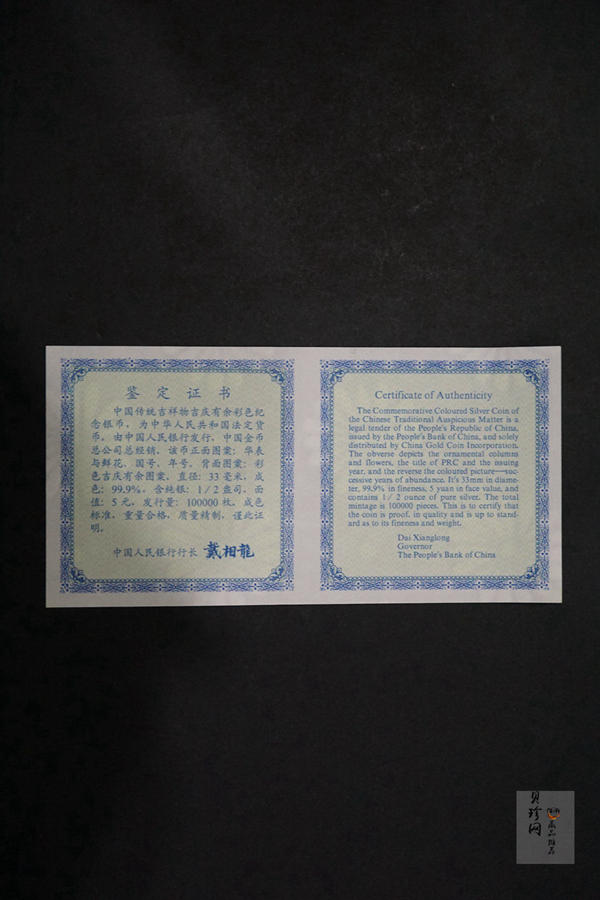 鉴定证书
中国传统吉祥物吉庆有余彩色纪
念银币，为中华人民共和国法定货
币。由中国人民银行发行，中国金币
总公司总经销。该币正面图案：华表
与鲜花、国号、年号。背面图案：彩
色吉庆有余图案。直径：33毫米，成
色：99.9%，含纯银：1/2盎司，面
值：5元，发行量：100000枚。成色
标准，重量合格，质量精制，谨此证
明。
中国人民银行行长 戴相龍
Certificate of Authenticity
The Commemorative Coloured Silver Coin of
the Chinese Traditional Auspicious Matter is a
legal tender of the People's Republic of China,
issued by the People's Bank of China, and solely
distributed by China Gold Coin Incorporation.
The obverse depicts the ornamental columns
and flowers, the title of PRC and the issuing
year, and the reverse the coloured picture—suc-
cessive years of abundance. It's 33mm in diame-
ter, 99.9% in fineness, 5 yuan in face value, and
contains 1/2 ounce of pure silver. The total
mintage is 100000 pieces. This is to certify that
the coin is proof. in quality and is up to stand-
ard as to its fineness and weight.
Dai Xianglong
Governor
The People's Bank of China
贝珍网